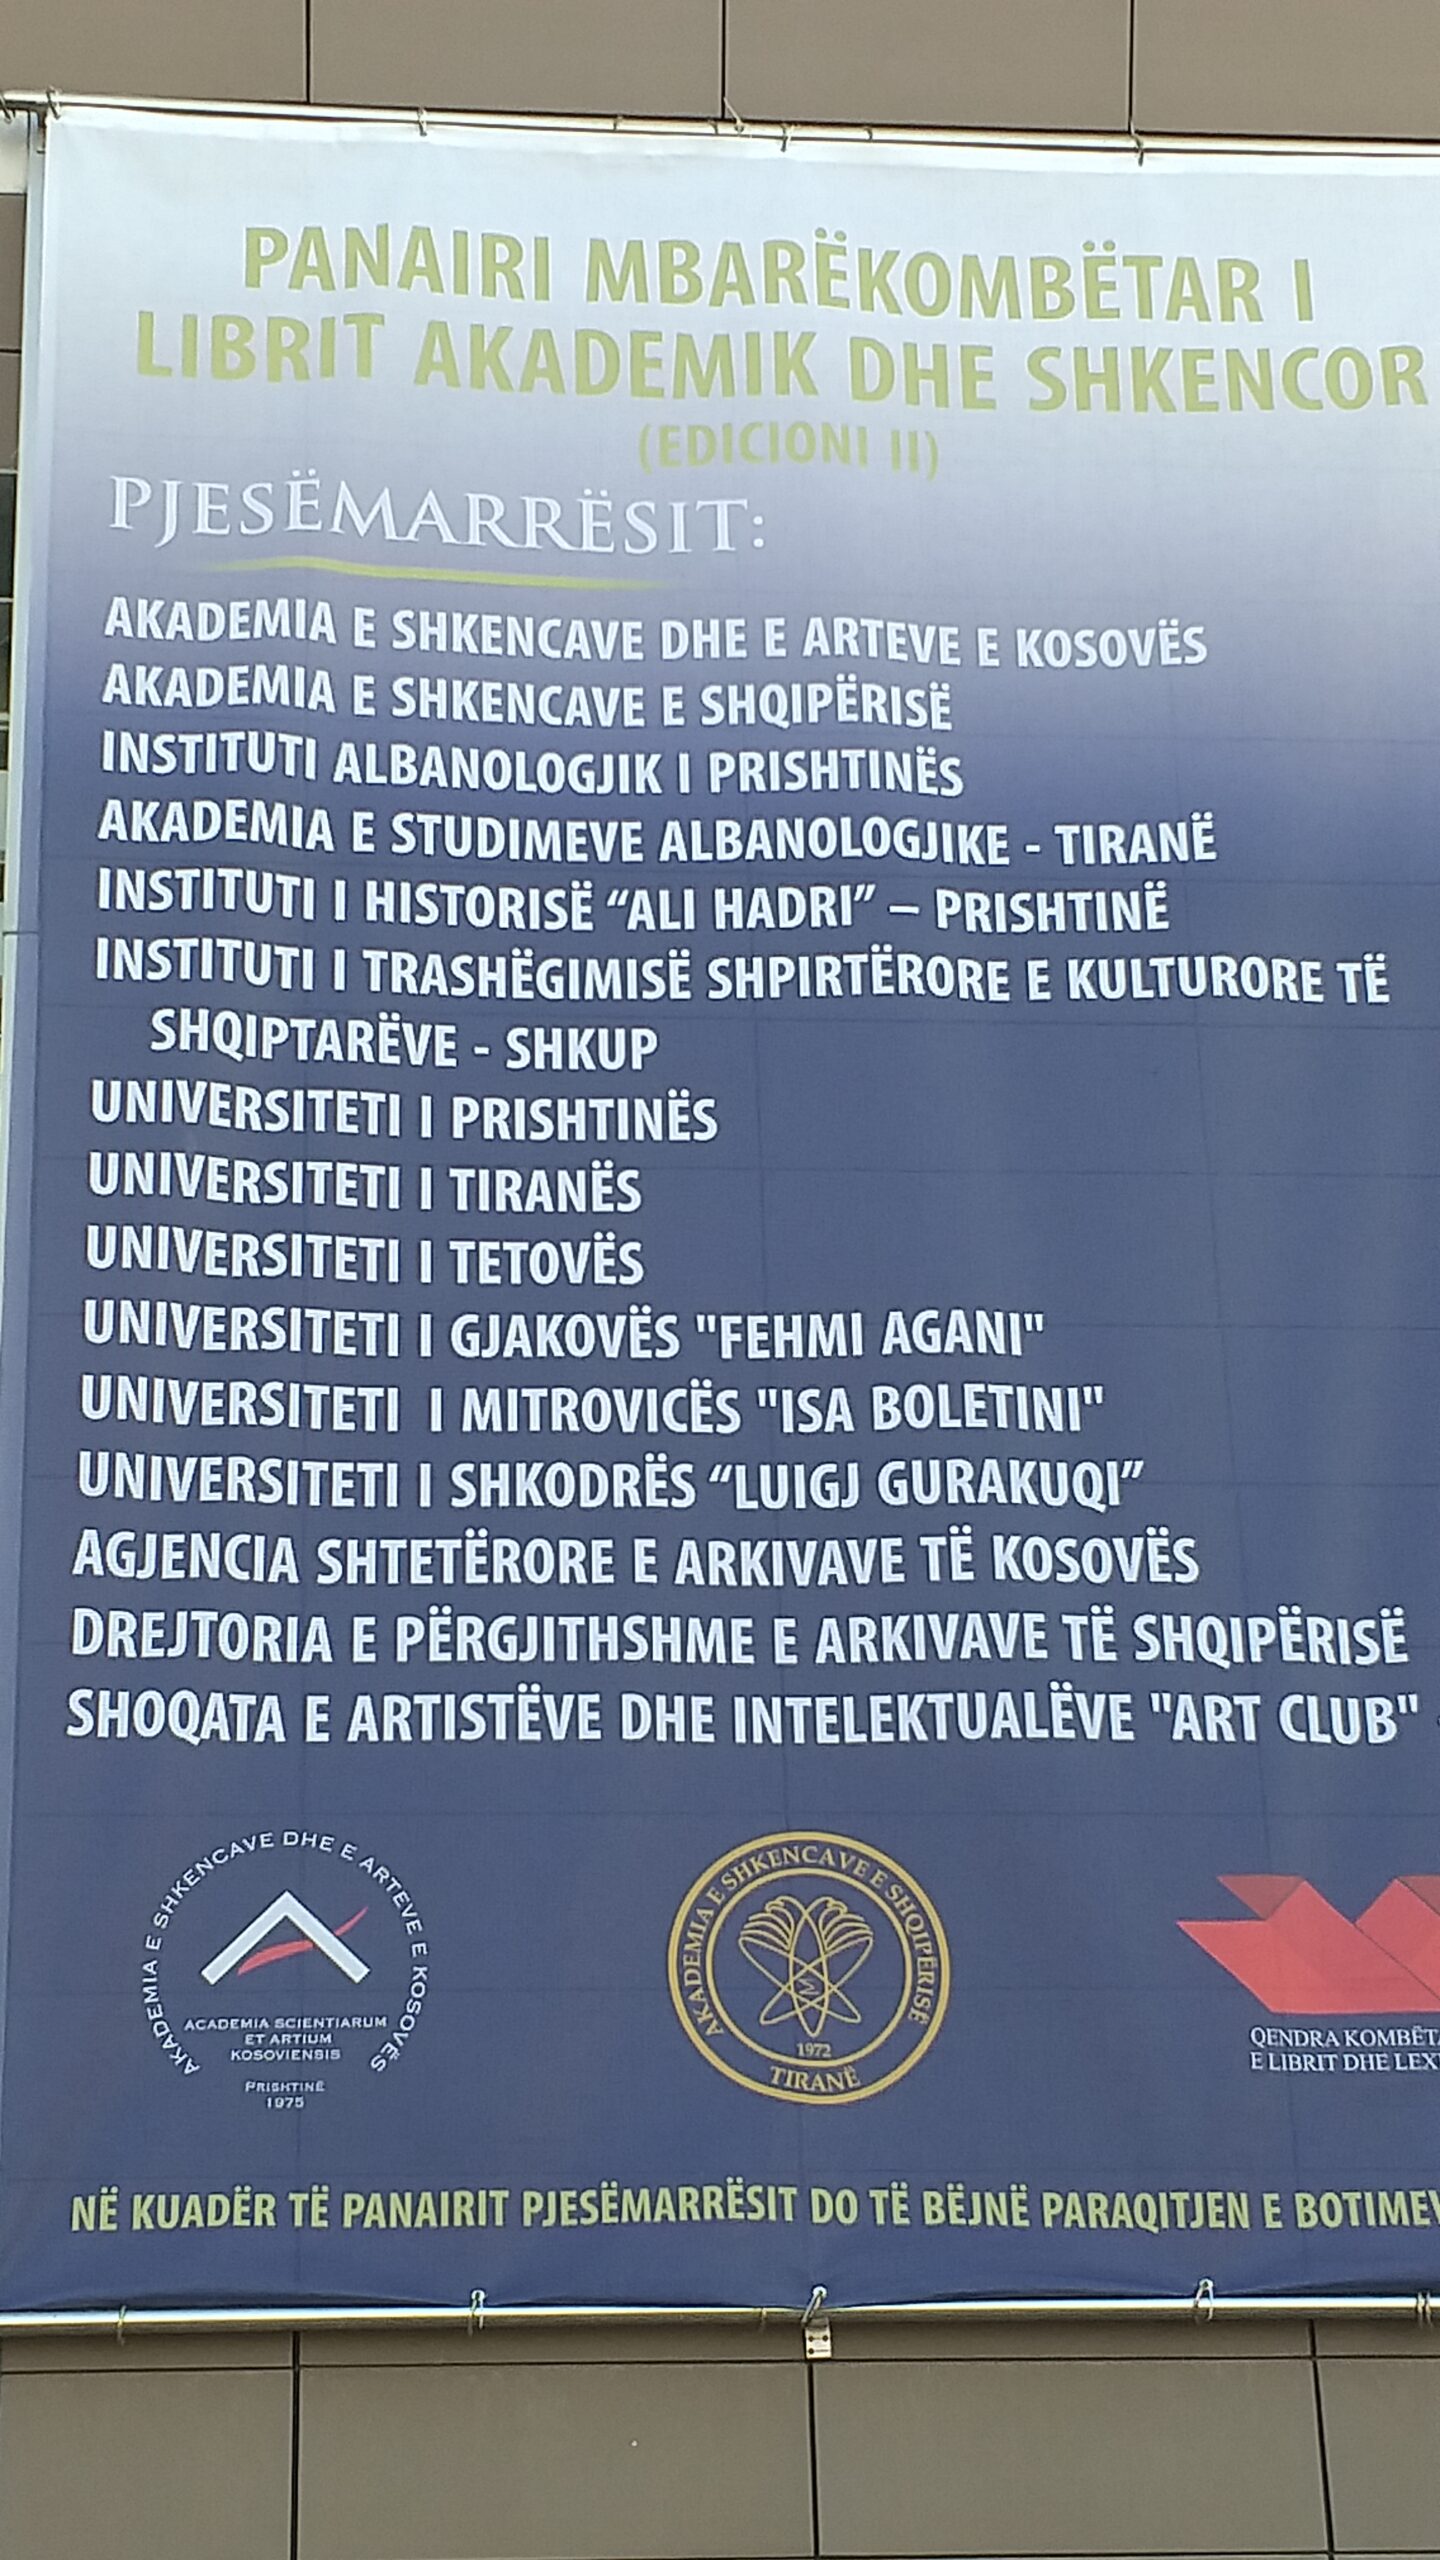 PANAIRI MBARËKOMBËTAR I
LIBRIT AKADEMIK DHE SHKENCOR
(EDICIONI II)
PJESËMARRËSIT:
AKADEMIA E SHKENCAVE DHE E ARTEVE E KOSOVËS
AKADEMIA E SHKENCAVE E SHQIPËRISË
INSTITUTI ALBANOLOGJIK I PRISHTINËS
AKADEMIA E STUDIMEVE ALBANOLOGJIKE - TIRANË
INSTITUTI I HISTORISË “ALI HADRI” – PRISHTINË
INSTITUTI I TRASHËGIMISË SHPIRTËRORE E KULTURORE TË
SHQIPTARËVE - SHKUP
UNIVERSITETI I PRISHTINËS
UNIVERSITETI I TIRANËS
UNIVERSITETI I TETOVËS
UNIVERSITETI I GJAKOVËS "FEHMI AGANI"
UNIVERSITETI I MITROVICËS "ISA BOLETINI"
UNIVERSITETI I SHKODRËS “LUIGJ GURAKUQI”
AGJENCIA SHTETËRORE E ARKIVAVE TË KOSOVËS
DREJTORIA E PËRGJITHSHME E ARKIVAVE TË SHQIPËRISË
SHOQATA E ARTISTËVE DHE INTELEKTUALËVE "ART CLUB"
AKADEMIA E SHKENCAVE DHE E ARTEVE E KOSOVËS
ACADEMIA SCIENTIARUM
ET ARTIUM
KOSOVIENSIS
PRISHTINË
1975
AKADEMIA E SHKENCAVE E SHQIPËRISË
1972
TIRANË
QENDRA KOMBËTA
E LIBRIT DHE LEX
NË KUADËR TË PANAIRIT PJESËMARRËSIT DO TË BËJNË PARAQITJEN E BOTIMEV